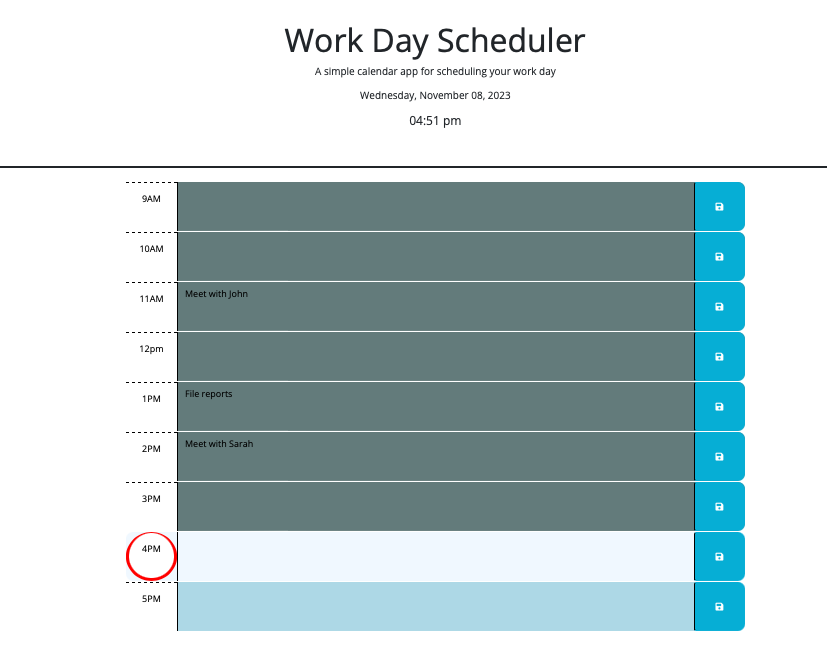 Work Day Scheduler
A simple calendar app for scheduling your work day
Wednesday, November 08, 2023
04:51 pm
9AM
10AM
11AM Meet with John
12pm
1PM File reports
2PM Meet with Sarah
3PM
4PM
5PM